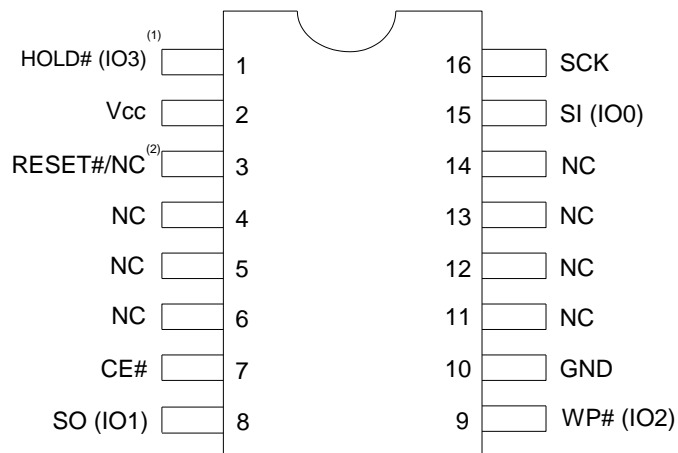 HOLD# (IO3) (1) 1 16 SCK
Vcc 2 15 SI (IO0)
RESET#/NC (2) 3 14 NC
NC 4 13 NC
NC 5 12 NC
NC 6 11 NC
CE# 7 10 GND
SO (IO1) 8 9 WP# (IO2)